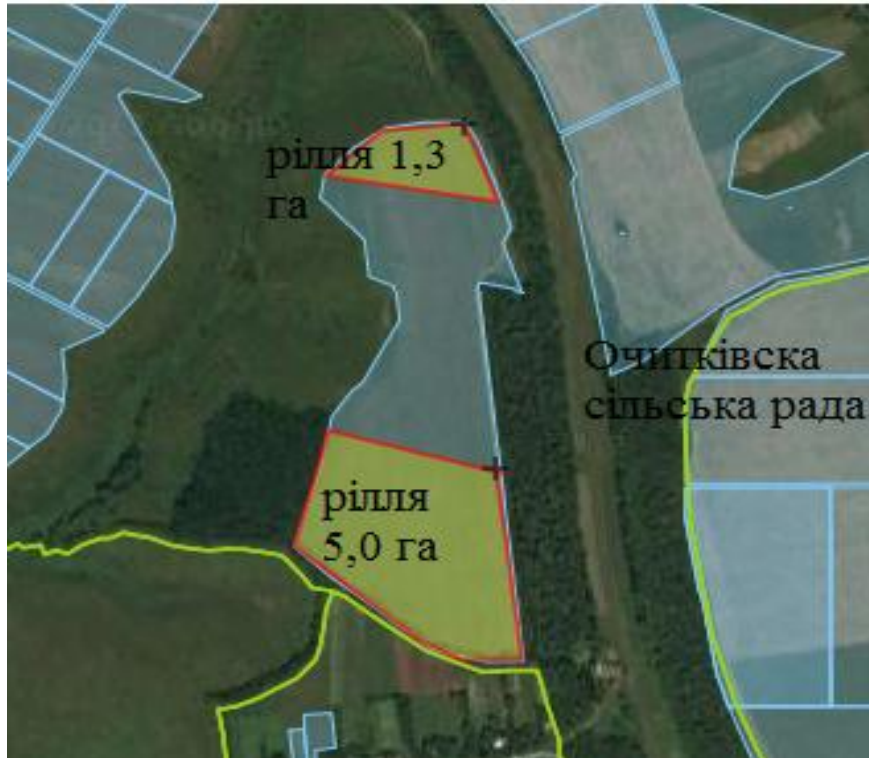 рілля 1,3
га
Очитківска
сільська рада
рілля
5,0 га